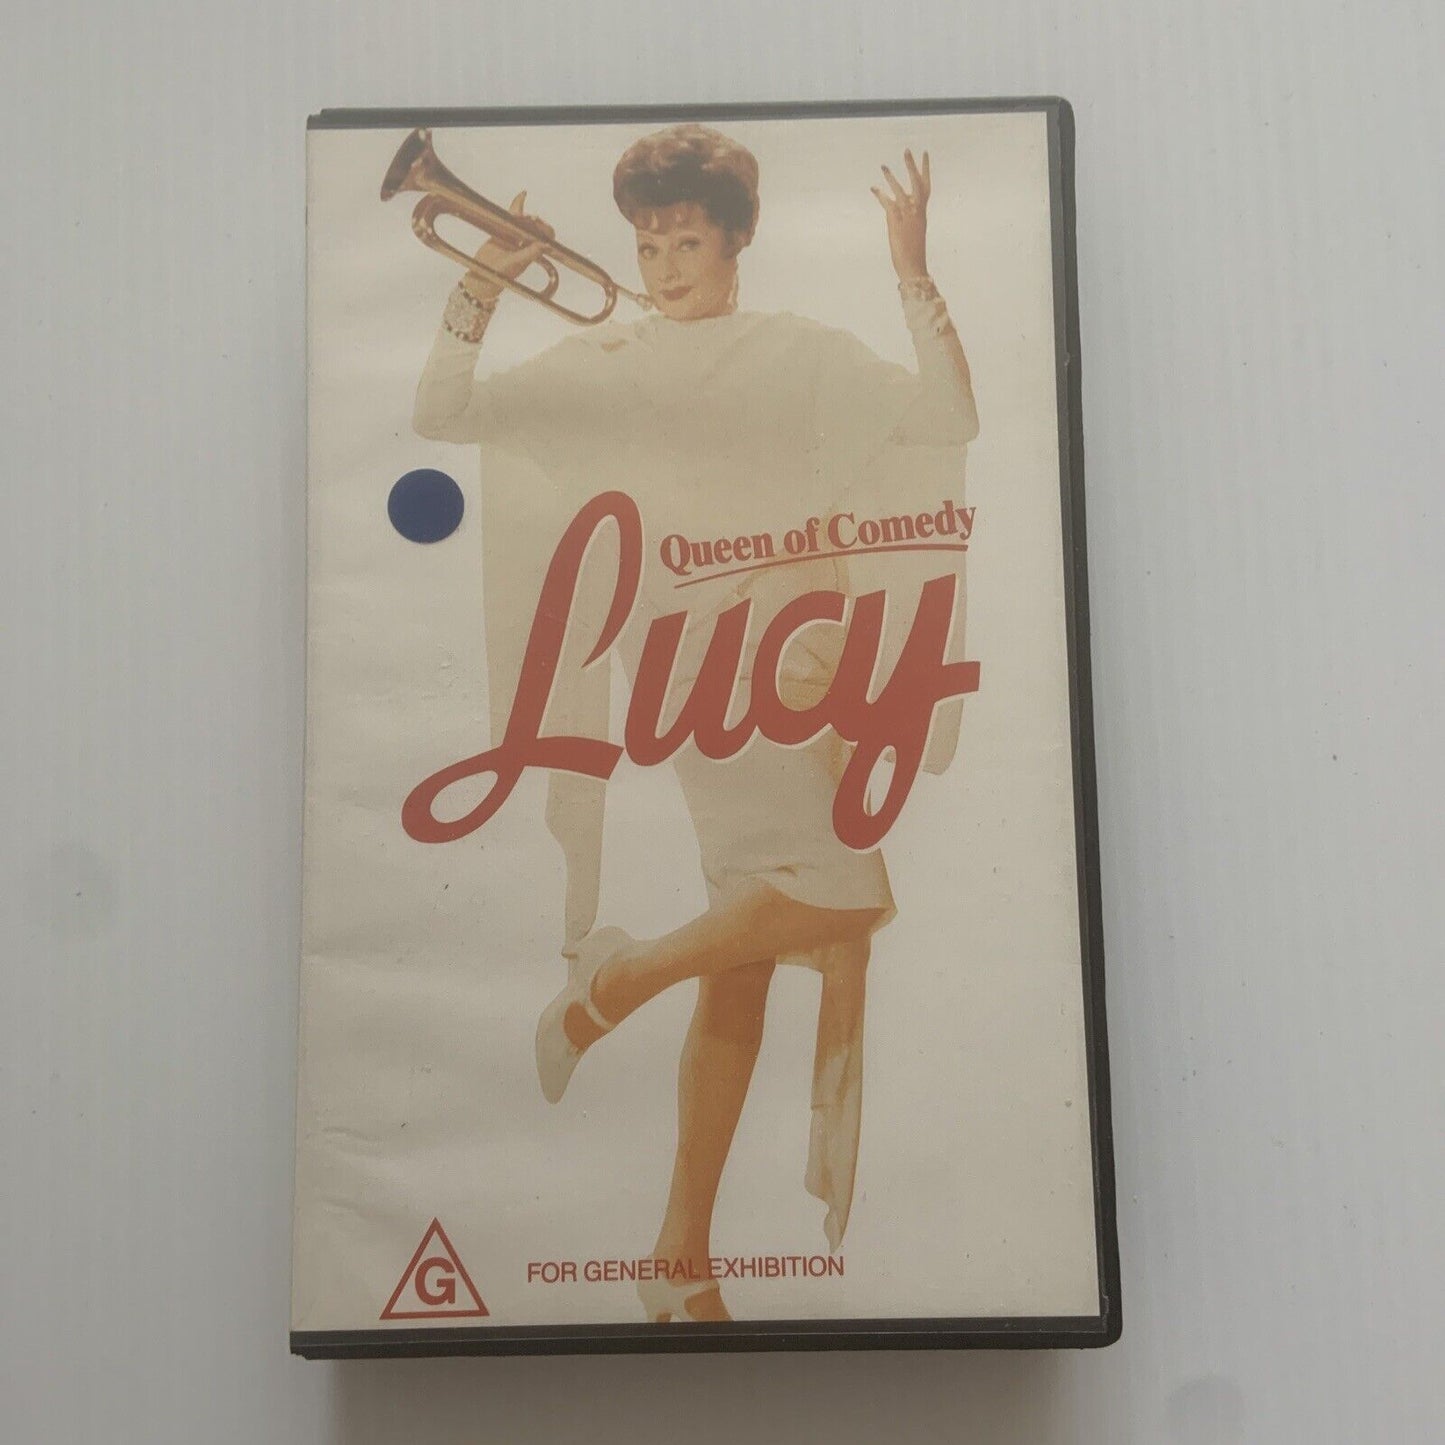 Queen of Comedy
Lucy
G
FOR GENERAL EXHIBITION